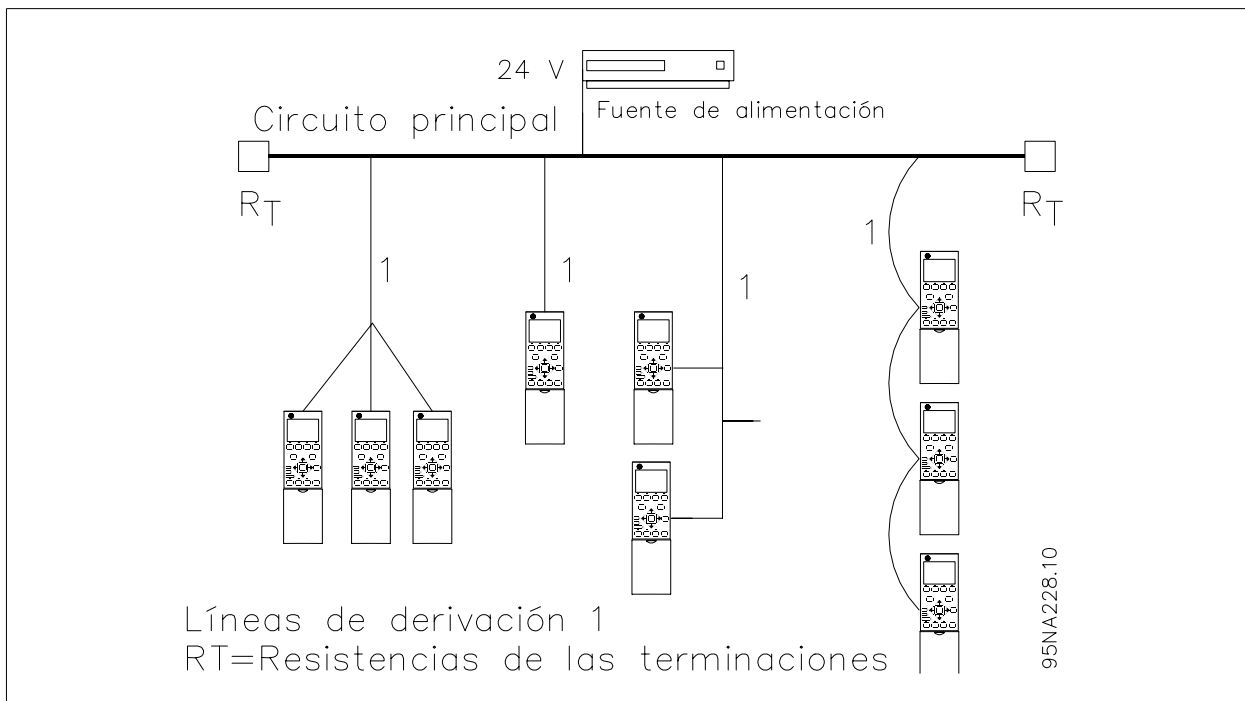 24 V
Fuente de alimentación
Circuito principal
RT
RT
1
1
1
1
Líneas de derivación 1
RT=Resistencias de las terminaciones
95NA228.10